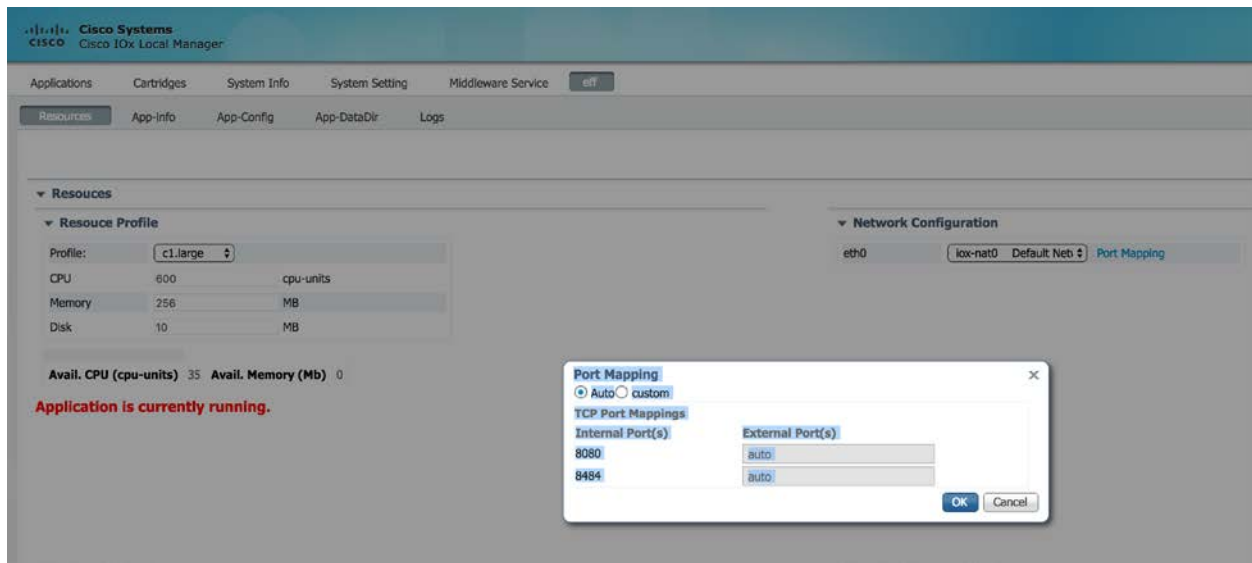 Cisco Systems
CISCO Cisco IOx Local Manager
Applications Cartridges System Info System Setting Middleware Service eff
Resources App-Info App-Config App-DataDir Logs
Resouces
Resouce Profile
Profile: c1.large
CPU 600 cpu-units
Memory 256 MB
Disk 10 MB
Avail. CPU (cpu-units) 35 Avail. Memory (Mb) 0
Application is currently running.
Network Configuration
eth0 iox-nat0 Default Net Port Mapping
Port Mapping
Auto custom
TCP Port Mappings
Internal Port(s) External Port(s)
8080 auto
8484 auto
OK Cancel